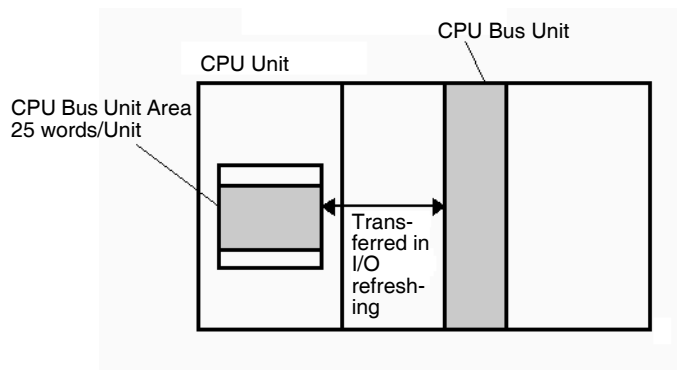 CPU Bus Unit
CPU Unit
CPU Bus Unit Area
25 words/Unit
Trans-
ferred in
I/O
refresh-
ing